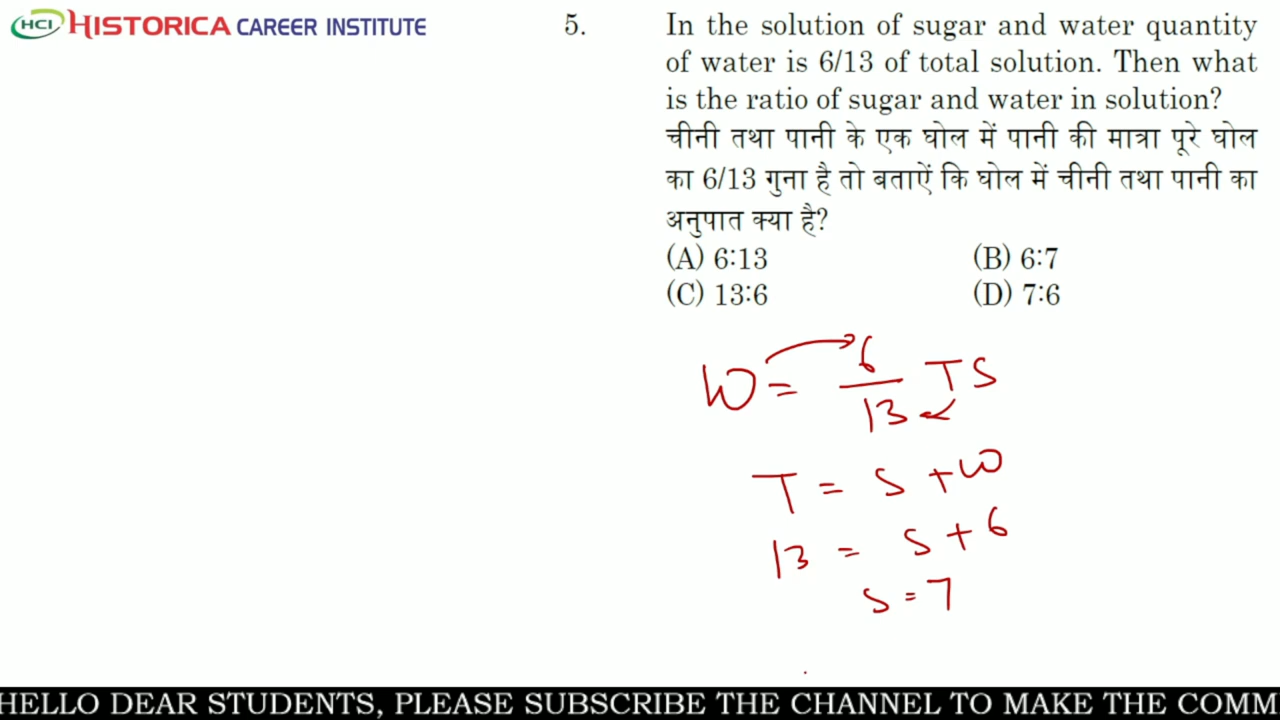 HCI HISTORICA CAREER INSTITUTE
5. In the solution of sugar and water quantity
of water is 6/13 of total solution. Then what
is the ratio of sugar and water in solution?
चीनी तथा पानी के एक घोल में पानी की मात्रा पूरे घोल
का 6/13 गुना है तो बताऐं कि घोल में चीनी तथा पानी का
अनुपात क्या है?
(A) 6:13 (B) 6:7
(C) 13:6 (D) 7:6
W = 6/13 TS
T = S + W
13 = S + 6
S = 7
HELLO DEAR STUDENTS, PLEASE SUBSCRIBE THE CHANNEL TO MAKE THE COMM